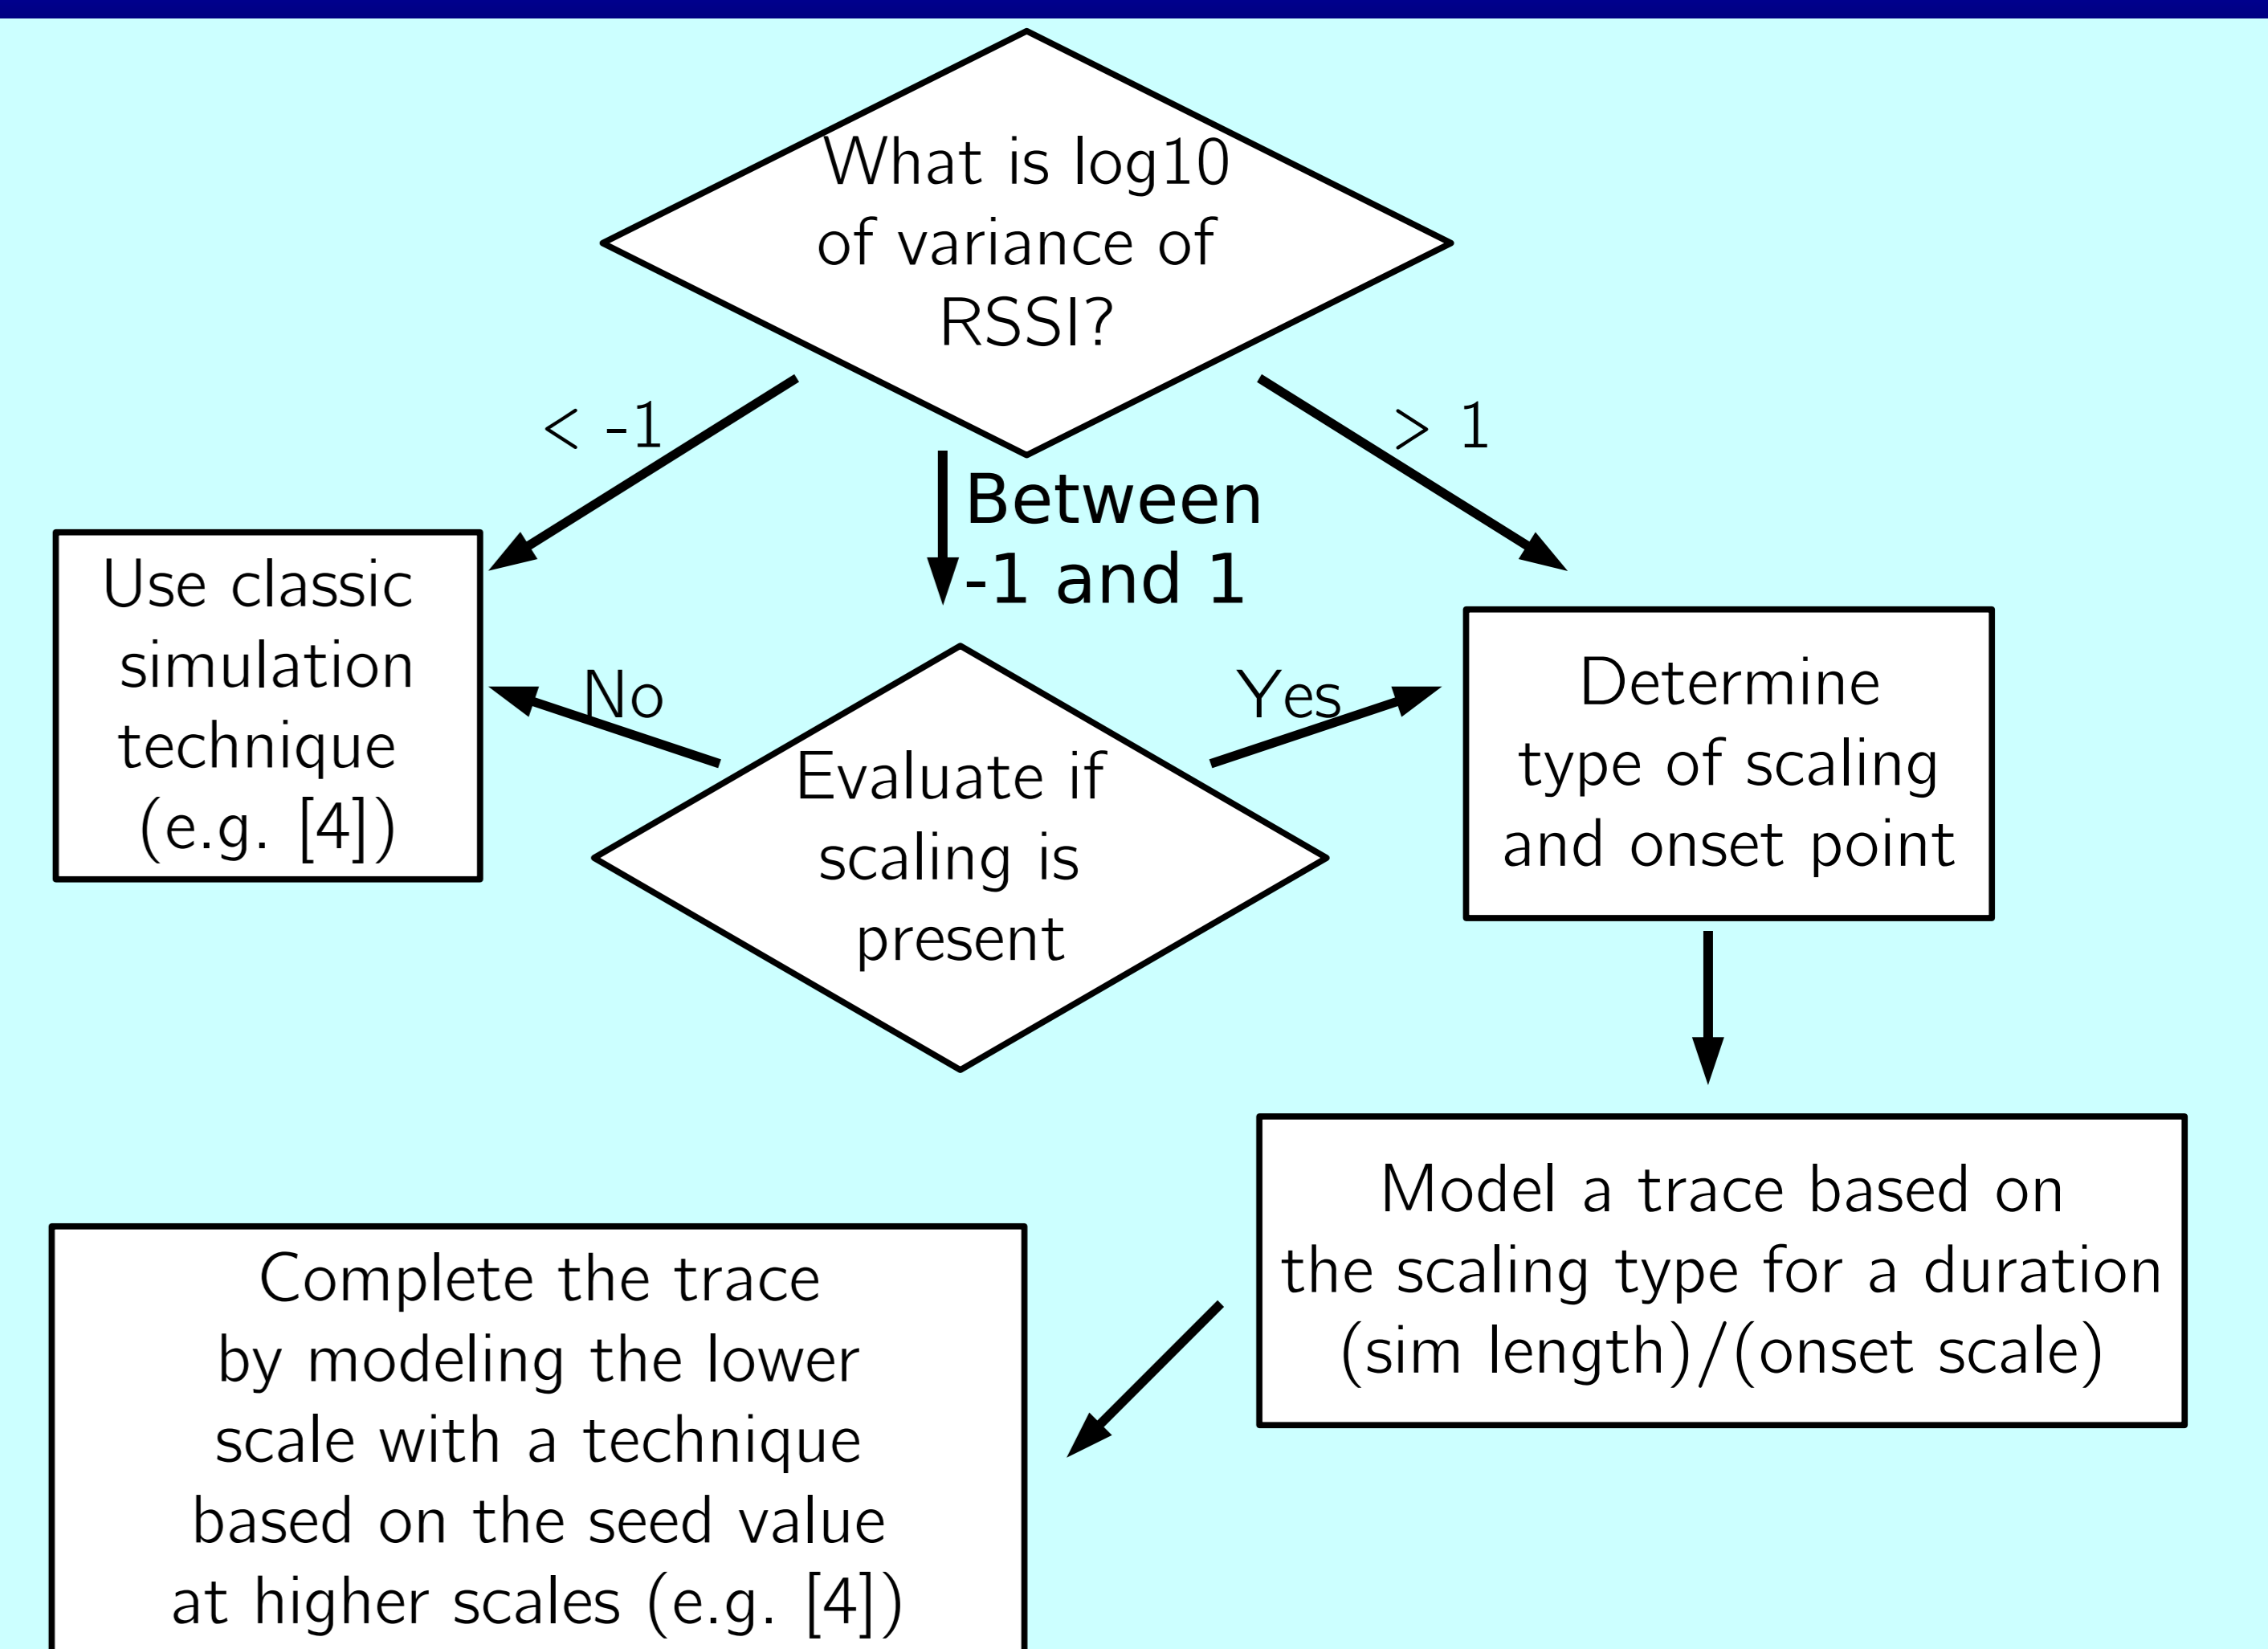 What is log10
of variance of
RSSI?
< -1
> 1
Between
-1 and 1
Use classic
simulation
technique
(e.g. [4])
No
Yes
Evaluate if
scaling is
present
Determine
type of scaling
and onset point
Model a trace based on
the scaling type for a duration
(sim length)/(onset scale)
Complete the trace
by modeling the lower
scale with a technique
based on the seed value
at higher scales (e.g. [4])